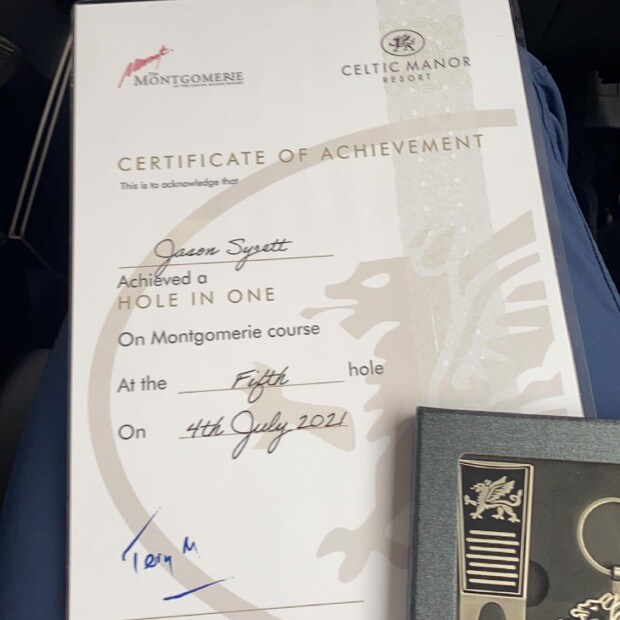 THE MONTGOMERIE
CELTIC MANOR
RESORT
CERTIFICATE OF ACHIEVEMENT
This is to acknowledge that
Jason Syrett
Achieved a
HOLE IN ONE
On Montgomerie course
At the Fifth hole
On 4th July 2021